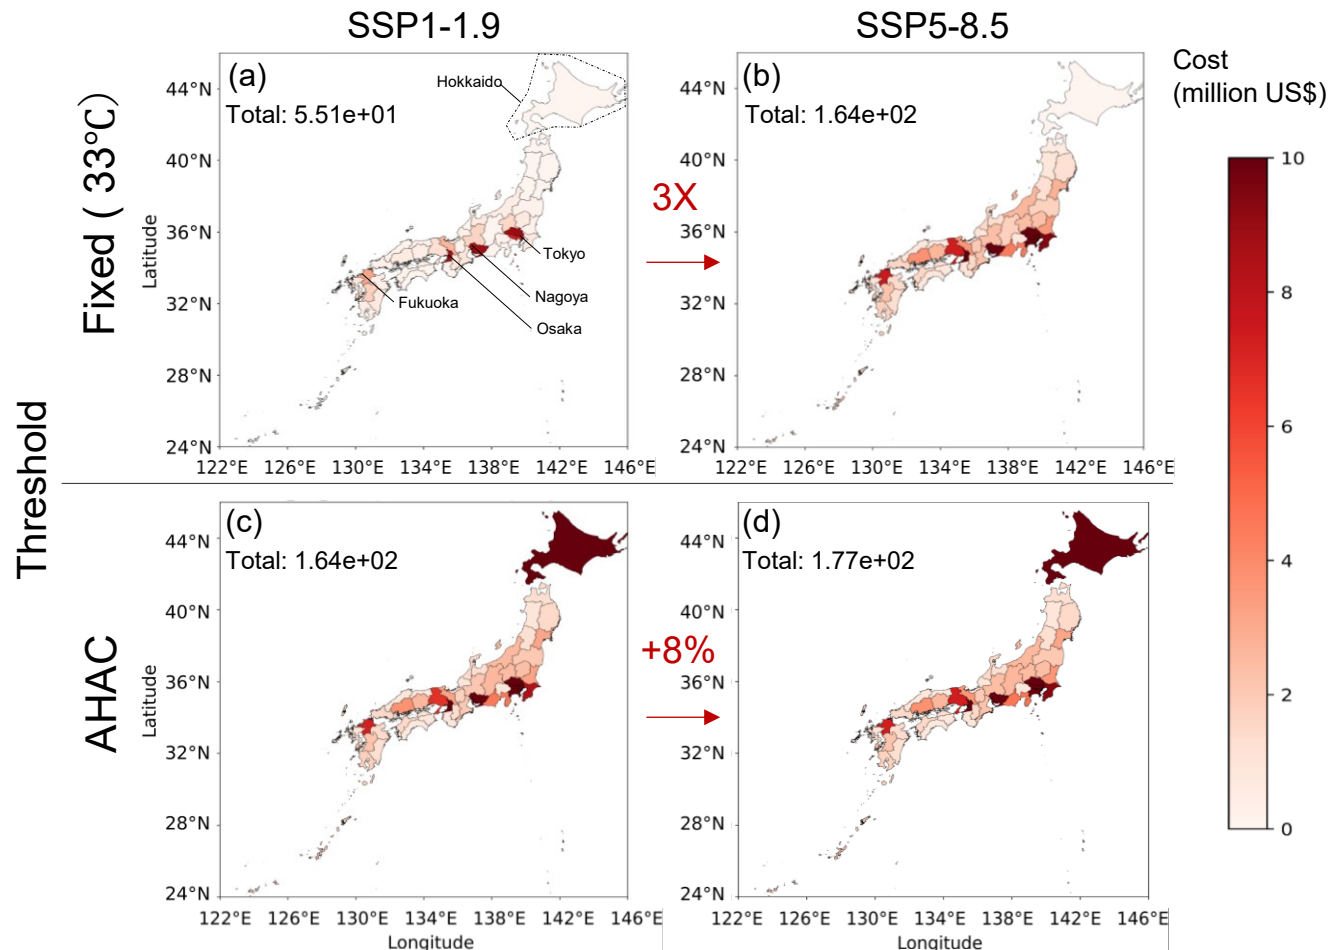 SSP1-1.9
SSP5-8.5
Cost
(million US$)
Threshold
Fixed ( 33℃)
AHAC
(a)
Total: 5.51e+01
Hokkaido
Tokyo
Nagoya
Osaka
Fukuoka
Latitude
44°N
40°N
36°N
32°N
28°N
24°N
122°E 126°E 130°E 134°E 138°E 142°E 146°E
3X
(b)
Total: 1.64e+02
44°N
40°N
36°N
32°N
28°N
24°N
122°E 126°E 130°E 134°E 138°E 142°E 146°E
10
8
6
4
2
0
(c)
Total: 1.64e+02
Latitude
44°N
40°N
36°N
32°N
28°N
24°N
122°E 126°E 130°E 134°E 138°E 142°E 146°E
Longitude
+8%
(d)
Total: 1.77e+02
44°N
40°N
36°N
32°N
28°N
24°N
122°E 126°E 130°E 134°E 138°E 142°E 146°E
Longitude